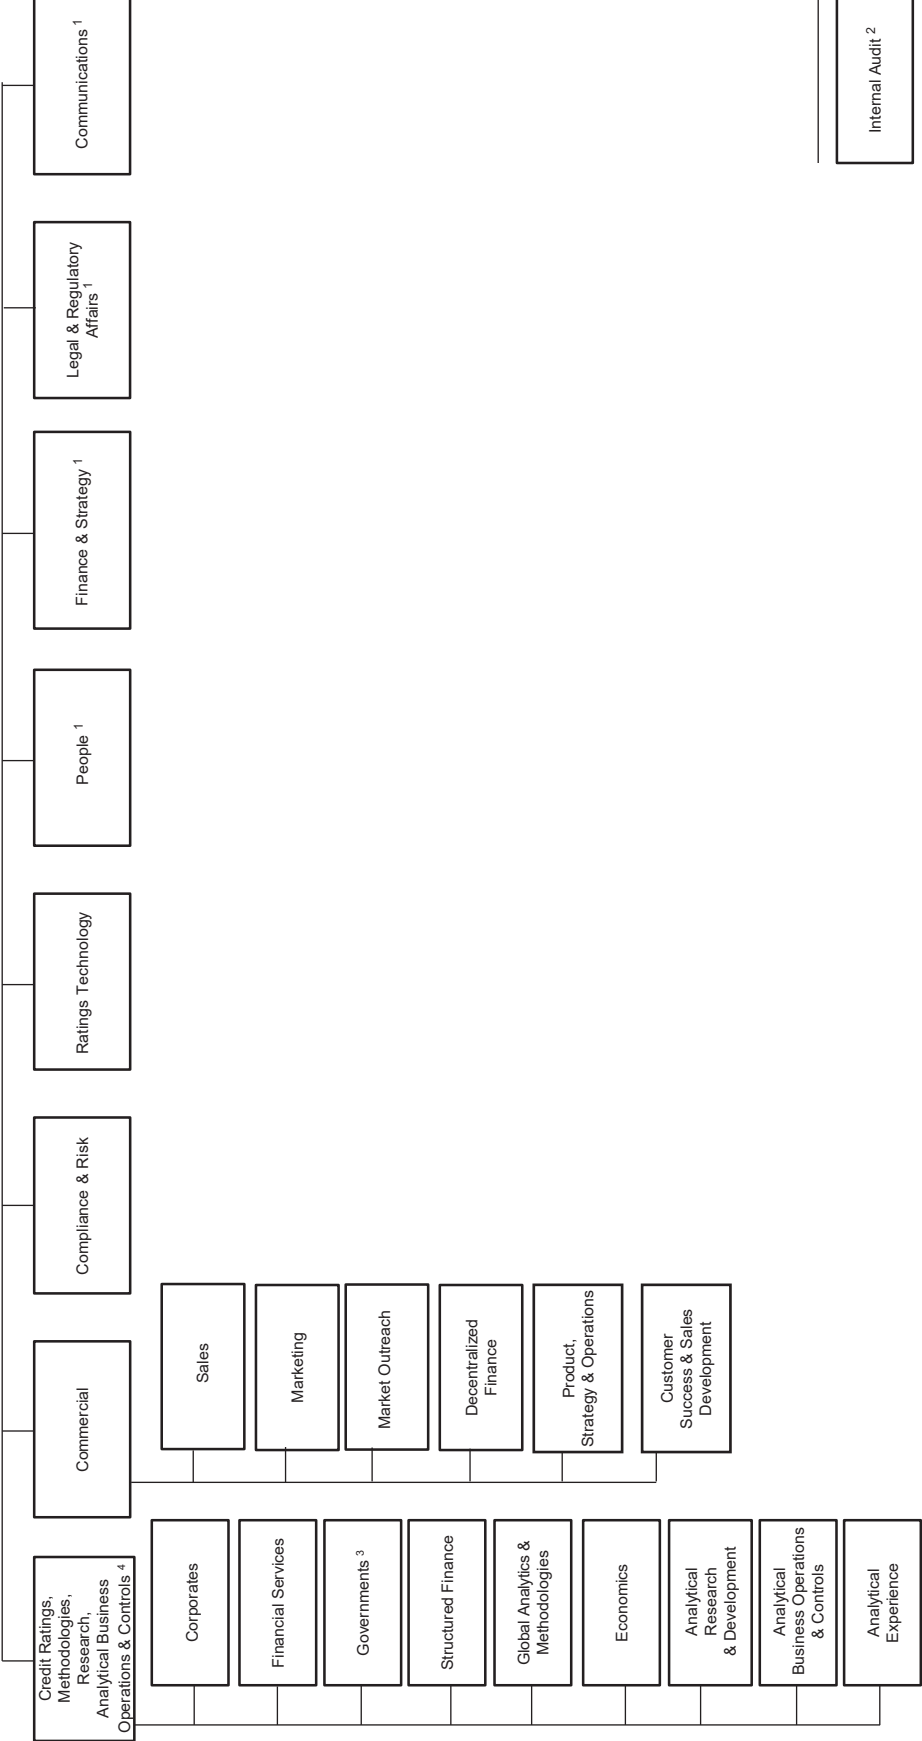 Credit Ratings,
Methodologies,
Research,
Analytical Business
Operations & Controls 4
Commercial
Compliance & Risk
Ratings Technology
People 1
Finance & Strategy 1
Legal & Regulatory
Affairs 1
Communications 1
Corporates
Financial Services
Governments 3
Structured Finance
Global Analytics &
Methodologies
Economics
Analytical
Research
& Development
Analytical
Business Operations
& Controls
Analytical
Experience
Sales
Marketing
Market Outreach
Decentralized
Finance
Product,
Strategy & Operations
Customer
Success & Sales
Development
Internal Audit 2